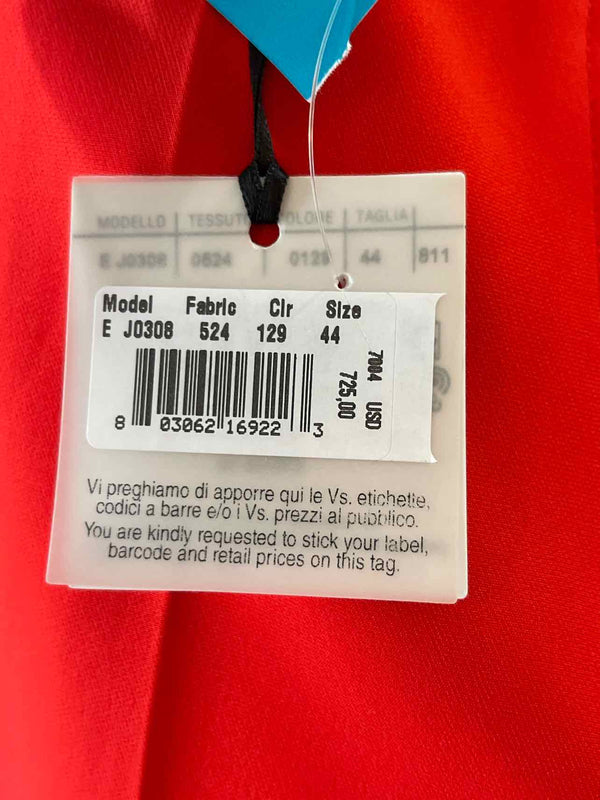 MODELLO TESSUTO COLORE TAGLIA
E J0308 0524 0129 44 811
Model Fabric Clr Size
E J0308 524 129 44
7004 USD
725,00
8 03062 16922 3
Vi preghiamo di apporre qui le Vs. etichette,
codici a barre e/o i Vs. prezzi al pubblico.
You are kindly requested to stick your label,
barcode and retail prices on this tag.